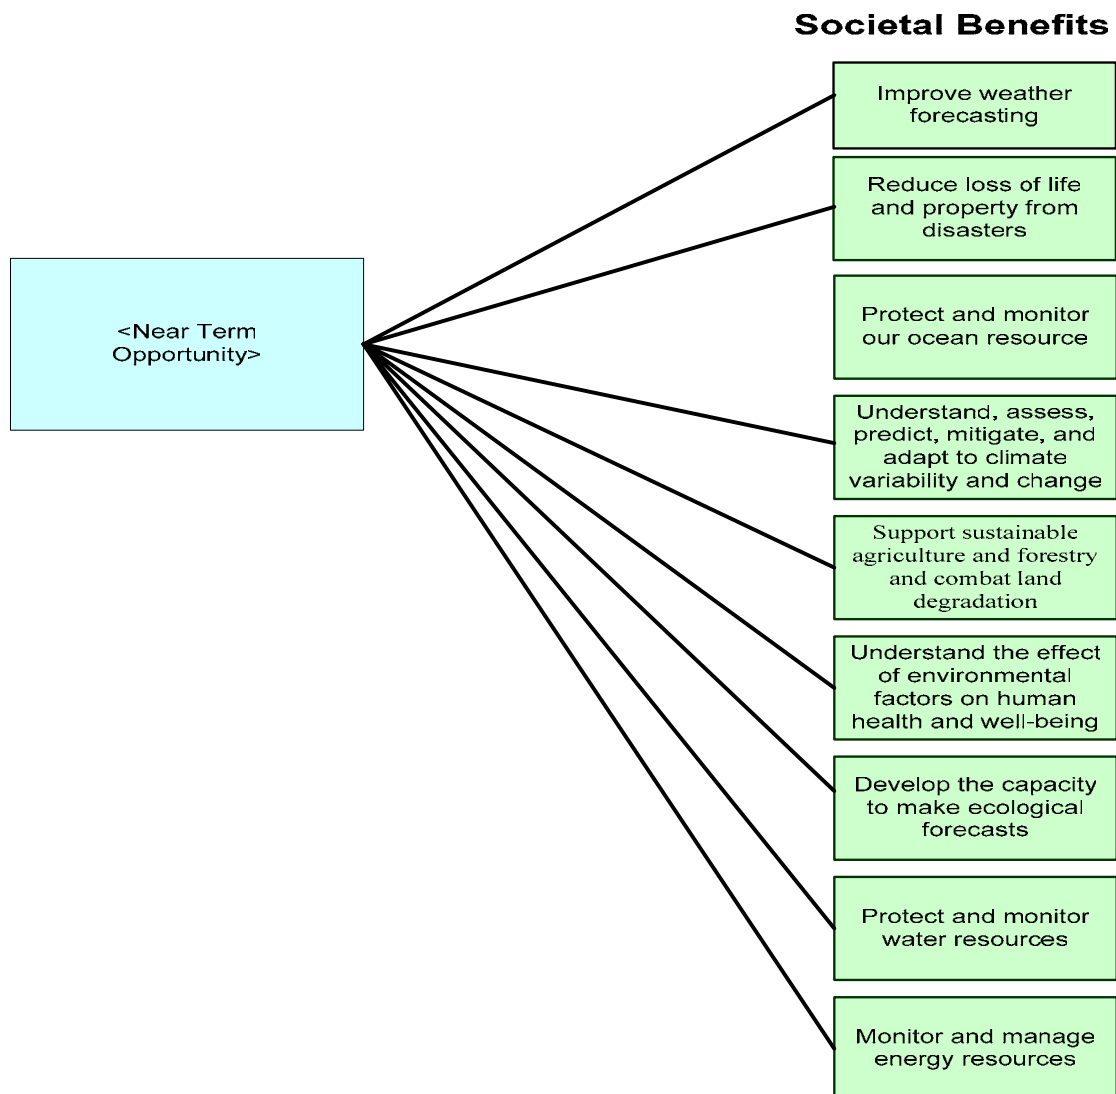 Societal Benefits
Improve weather
forecasting
Reduce loss of life
and property from
disasters
<Near Term
Opportunity>
Protect and monitor
our ocean resource
Understand, assess,
predict, mitigate, and
adapt to climate
variability and change
Support sustainable
agriculture and forestry
and combat land
degradation
Understand the effect
of environmental
factors on human
health and well-being
Develop the capacity
to make ecological
forecasts
Protect and monitor
water resources
Monitor and manage
energy resources